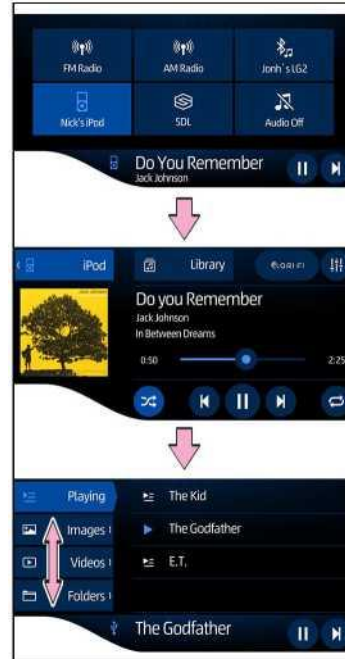 FM Radio
AM Radio
Jonh`s LG2
Nick's iPod
SDL
Audio Off
Do You Remember
Jack Johnson
iPod
Library
Do you Remember
Jack Johnson
In Between Dreams
0:50
2:25
Playing
The Kid
Images
The Godfather
Videos
E.T.
Folders
The Godfather